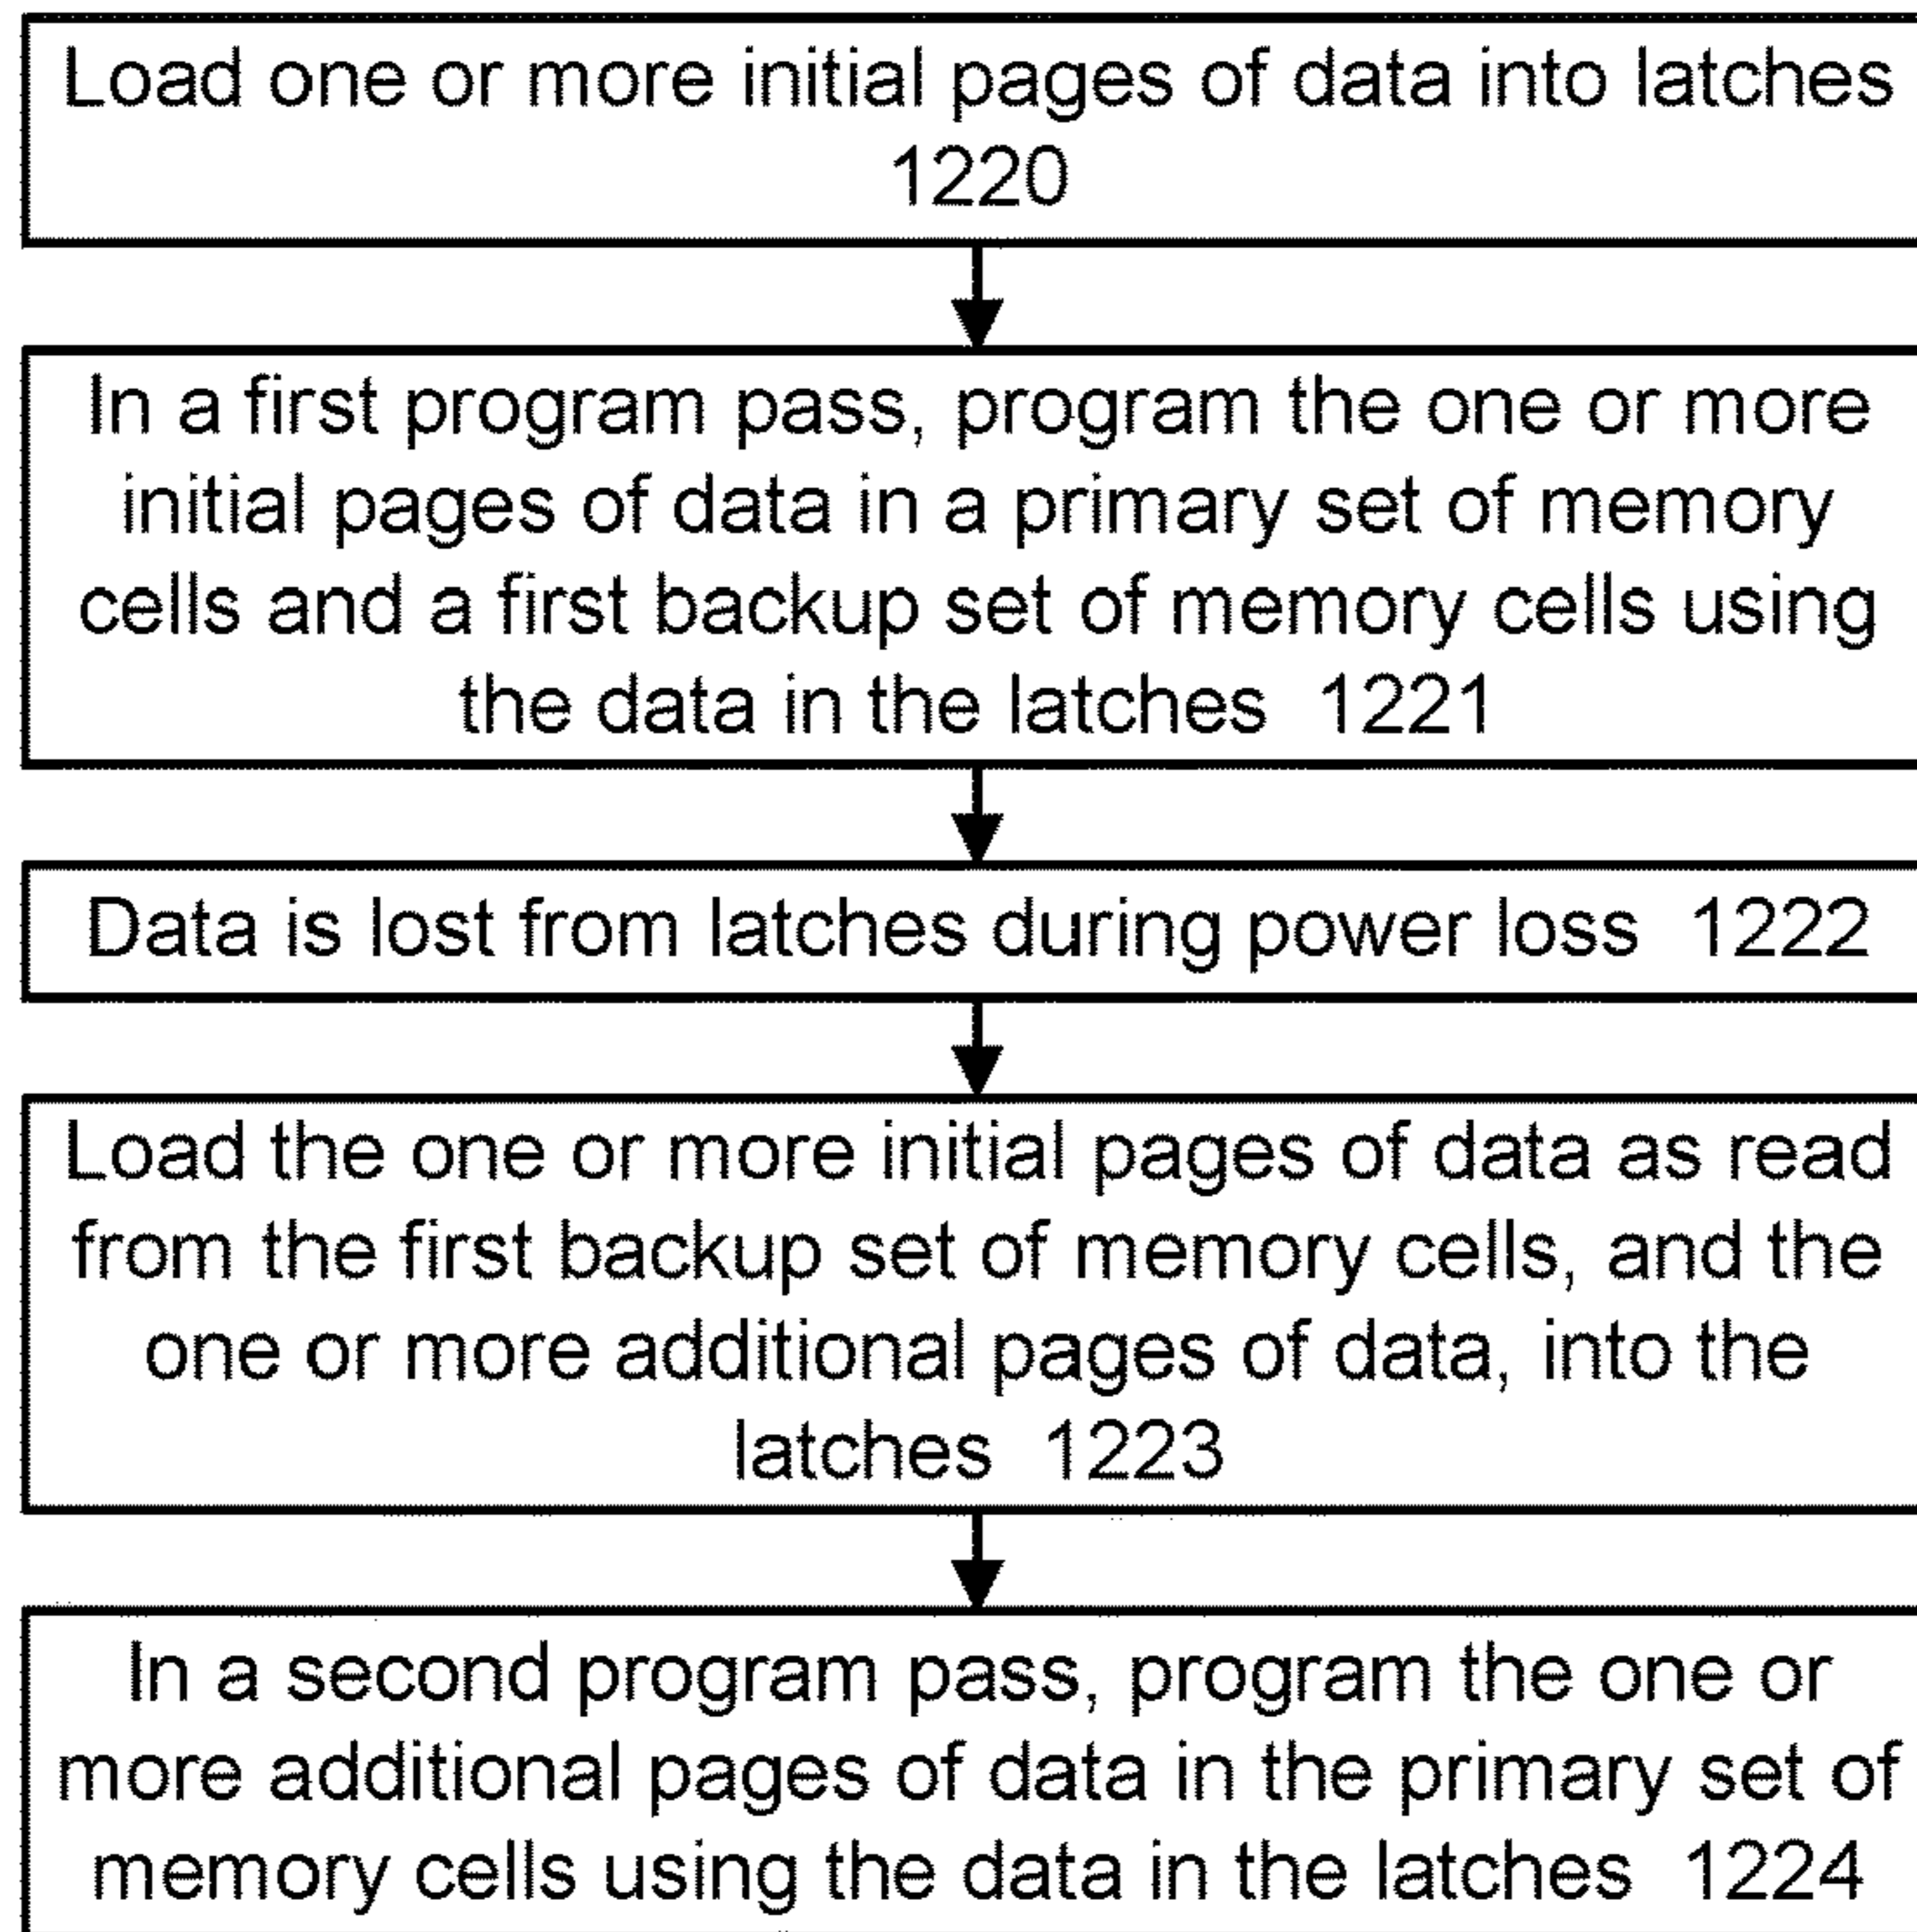 Load one or more initial pages of data into latches
1220
In a first program pass, program the one or more
initial pages of data in a primary set of memory
cells and a first backup set of memory cells using
the data in the latches 1221
Data is lost from latches during power loss 1222
Load the one or more initial pages of data as read
from the first backup set of memory cells, and the
one or more additional pages of data, into the
latches 1223
In a second program pass, program the one or
more additional pages of data in the primary set of
memory cells using the data in the latches 1224